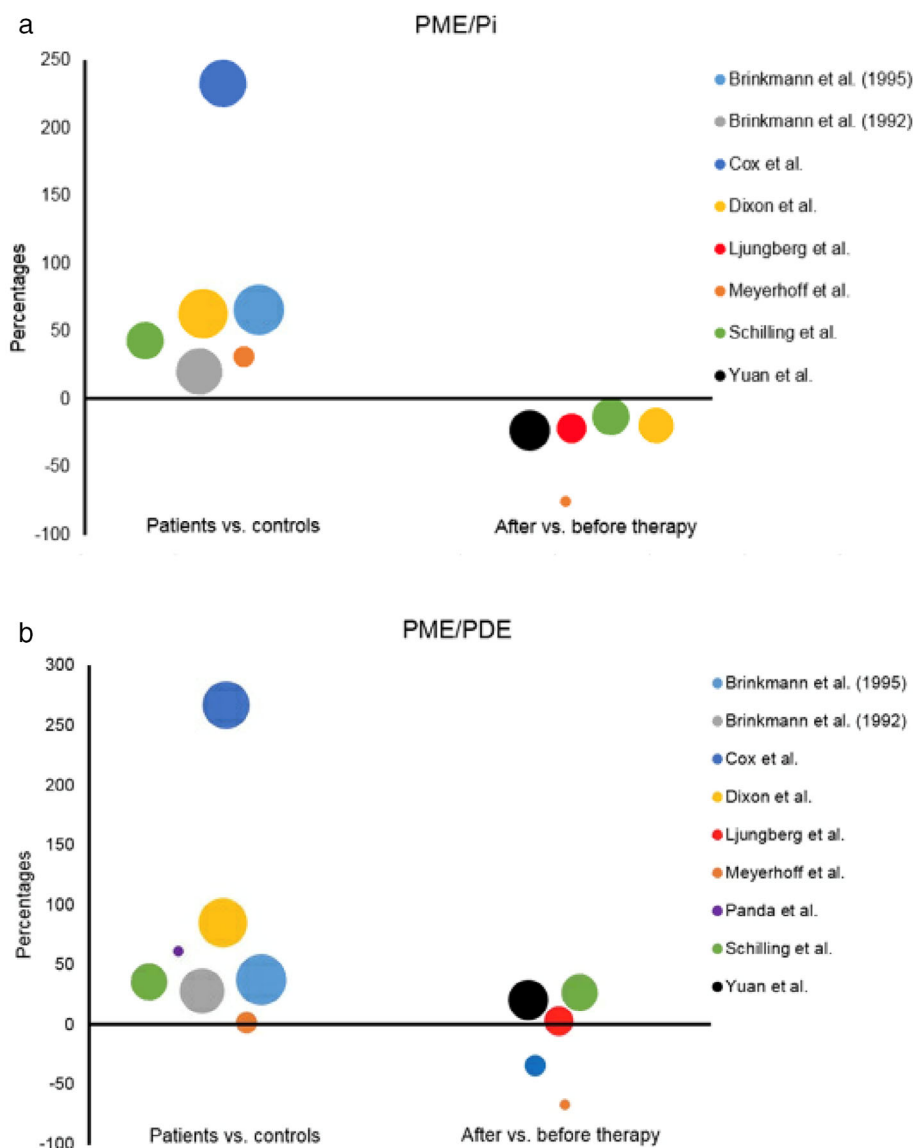 a
PME/Pi
250
200
150
100
50
0
-50
-100
Percentages
Patients vs. controls
After vs. before therapy
Brinkmann et al. (1995)
Brinkmann et al. (1992)
Cox et al.
Dixon et al.
Ljungberg et al.
Meyerhoff et al.
Schilling et al.
Yuan et al.
b
PME/PDE
300
250
200
150
100
50
0
-50
-100
Percentages
Patients vs. controls
After vs. before therapy
Brinkmann et al. (1995)
Brinkmann et al. (1992)
Cox et al.
Dixon et al.
Ljungberg et al.
Meyerhoff et al.
Panda et al.
Schilling et al.
Yuan et al.